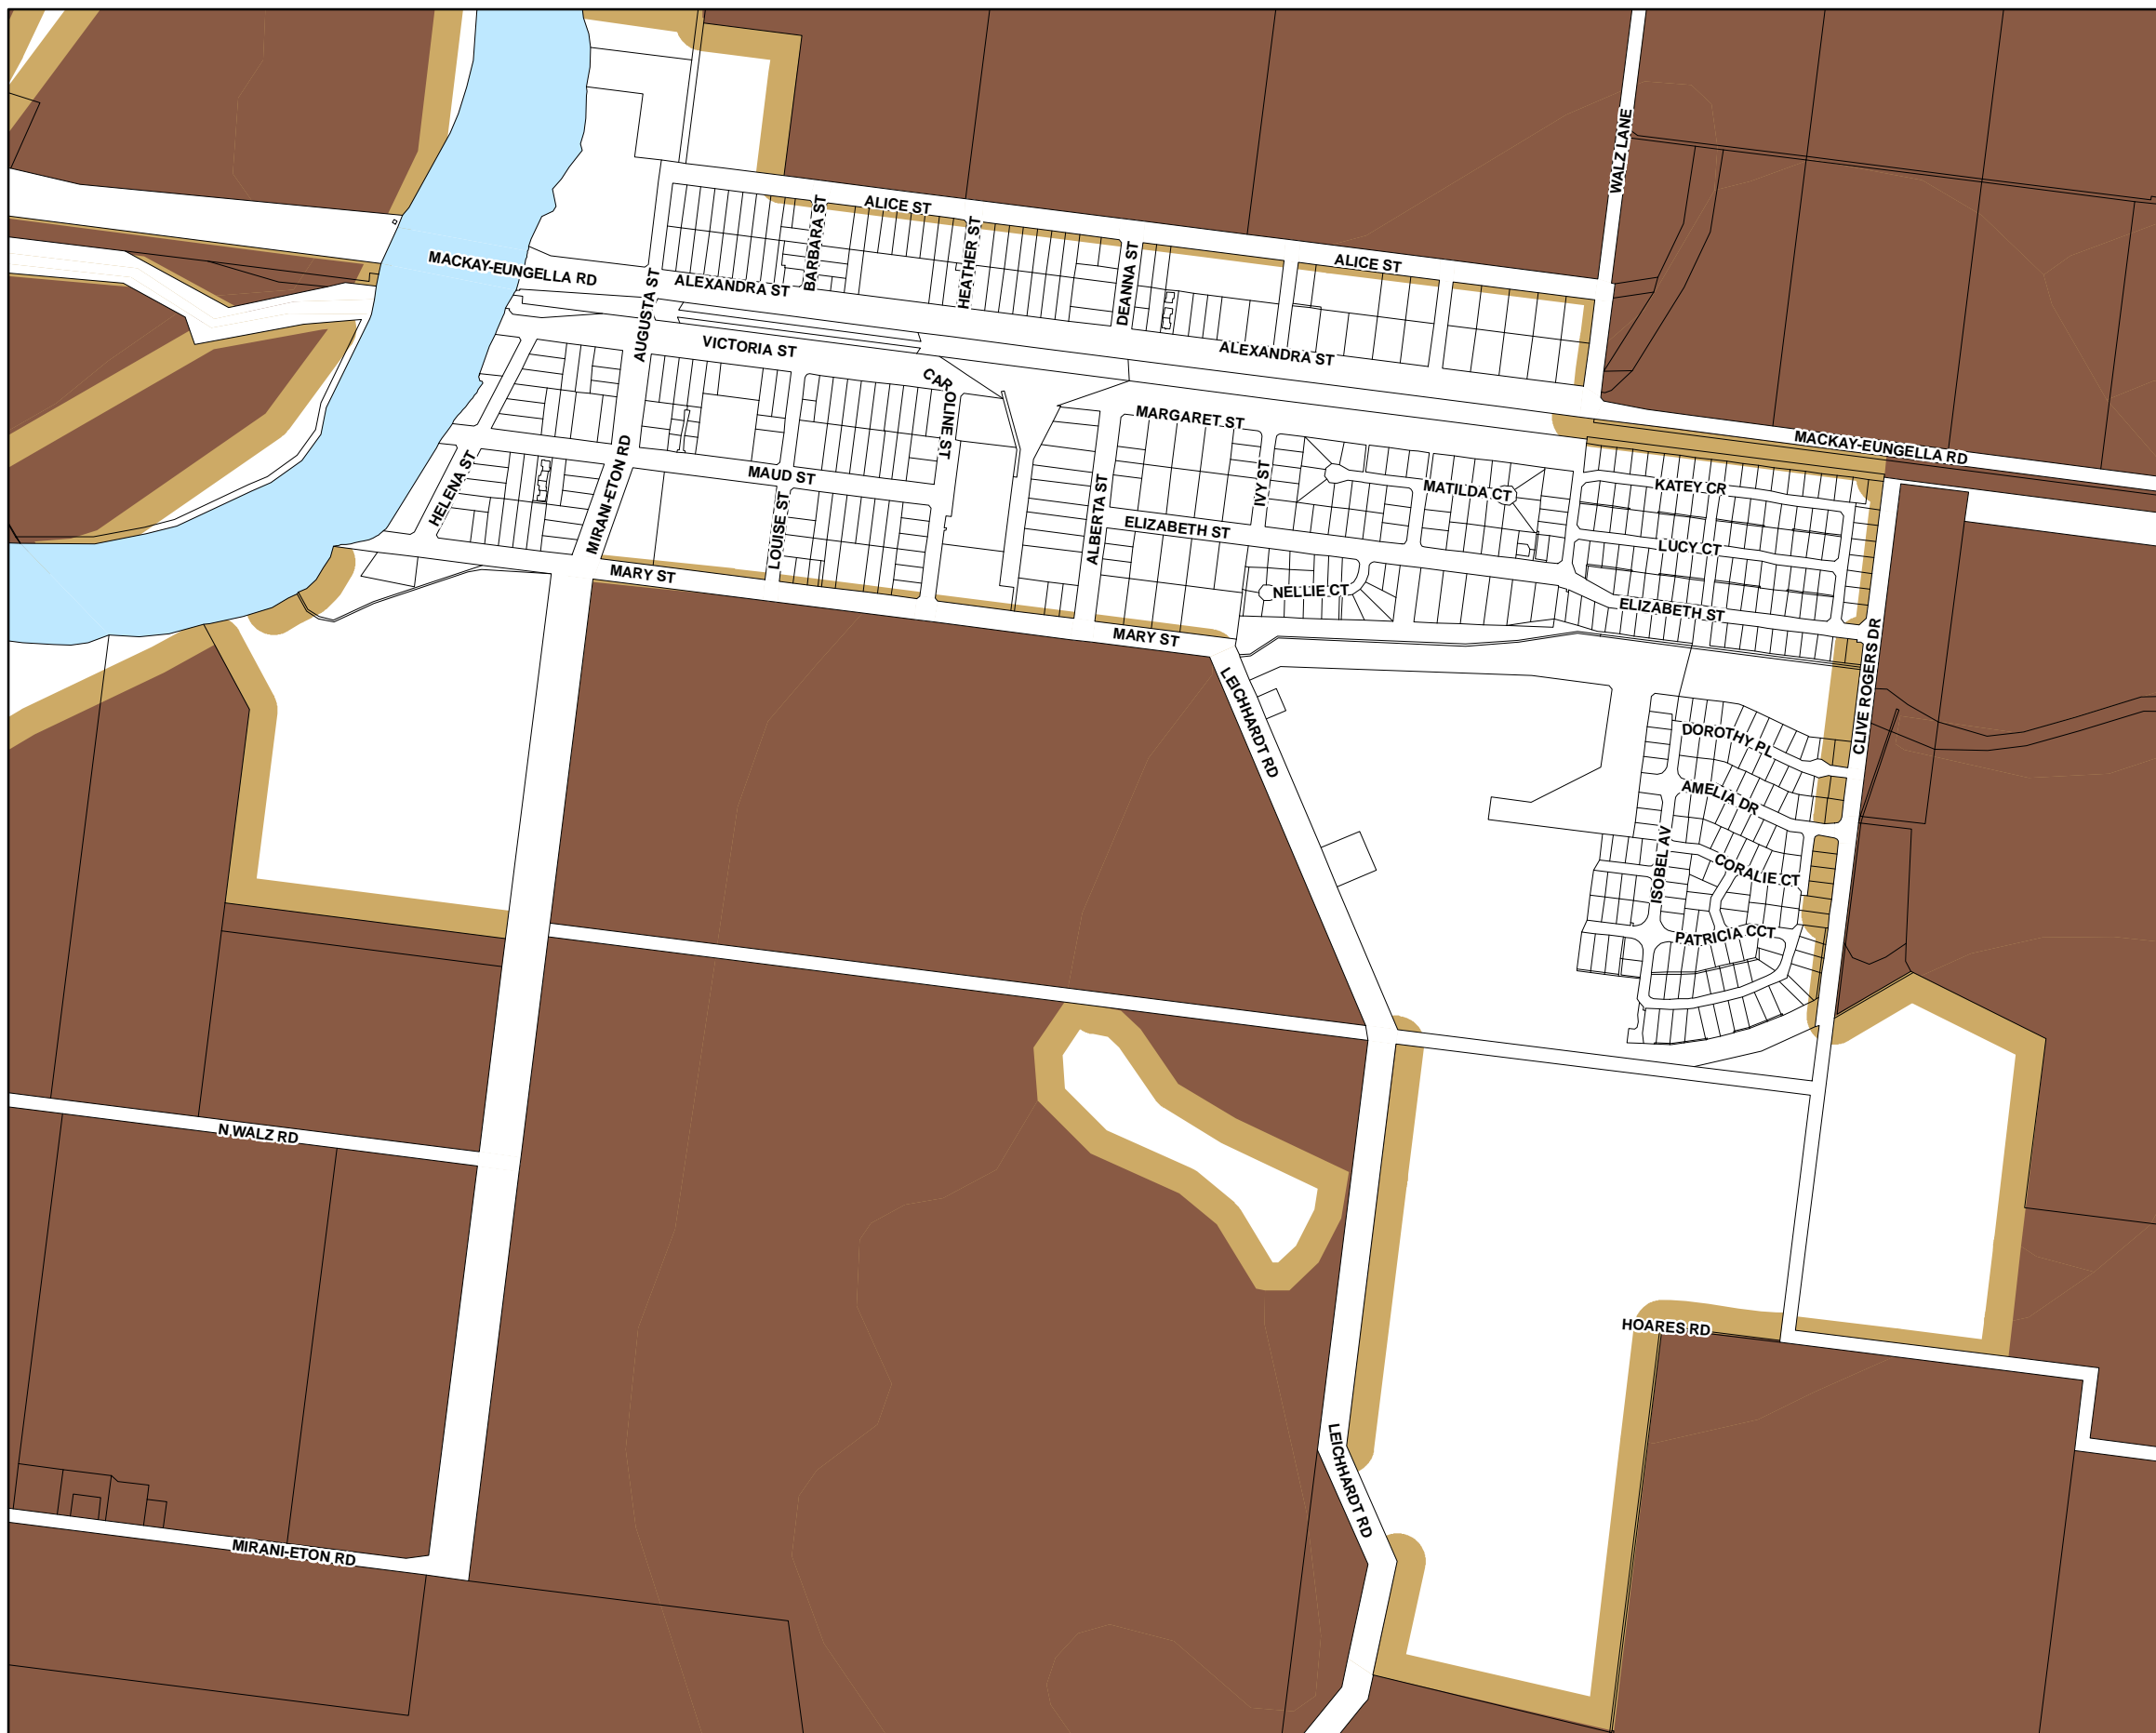 WALZ LANE
ALICE ST
BARBARA ST
HEATHER ST
DEANNA ST
ALICE ST
MACKAY-EUNGELLA RD
ALEXANDRA ST
AUGUSTA ST
VICTORIA ST
ALEXANDRA ST
CAROLINE ST
MARGARET ST
MACKAY-EUNGELLA RD
HELENA ST
MIRANI-ETON RD
MAUD ST
LOUISE ST
ALBERTA ST
IVY ST
MATILDA CT
KATEY CR
ELIZABETH ST
LUCY CT
MARY ST
NELLIE CT
ELIZABETH ST
MARY ST
CLIVE ROGERS DR
LEICHHARDT RD
DOROTHY PL
AMELIA DR
ISOBEL AV
CORALIE CT
PATRICIA CCT
N WALZ RD
HOARES RD
LEICHHARDT RD
MIRANI-ETON RD